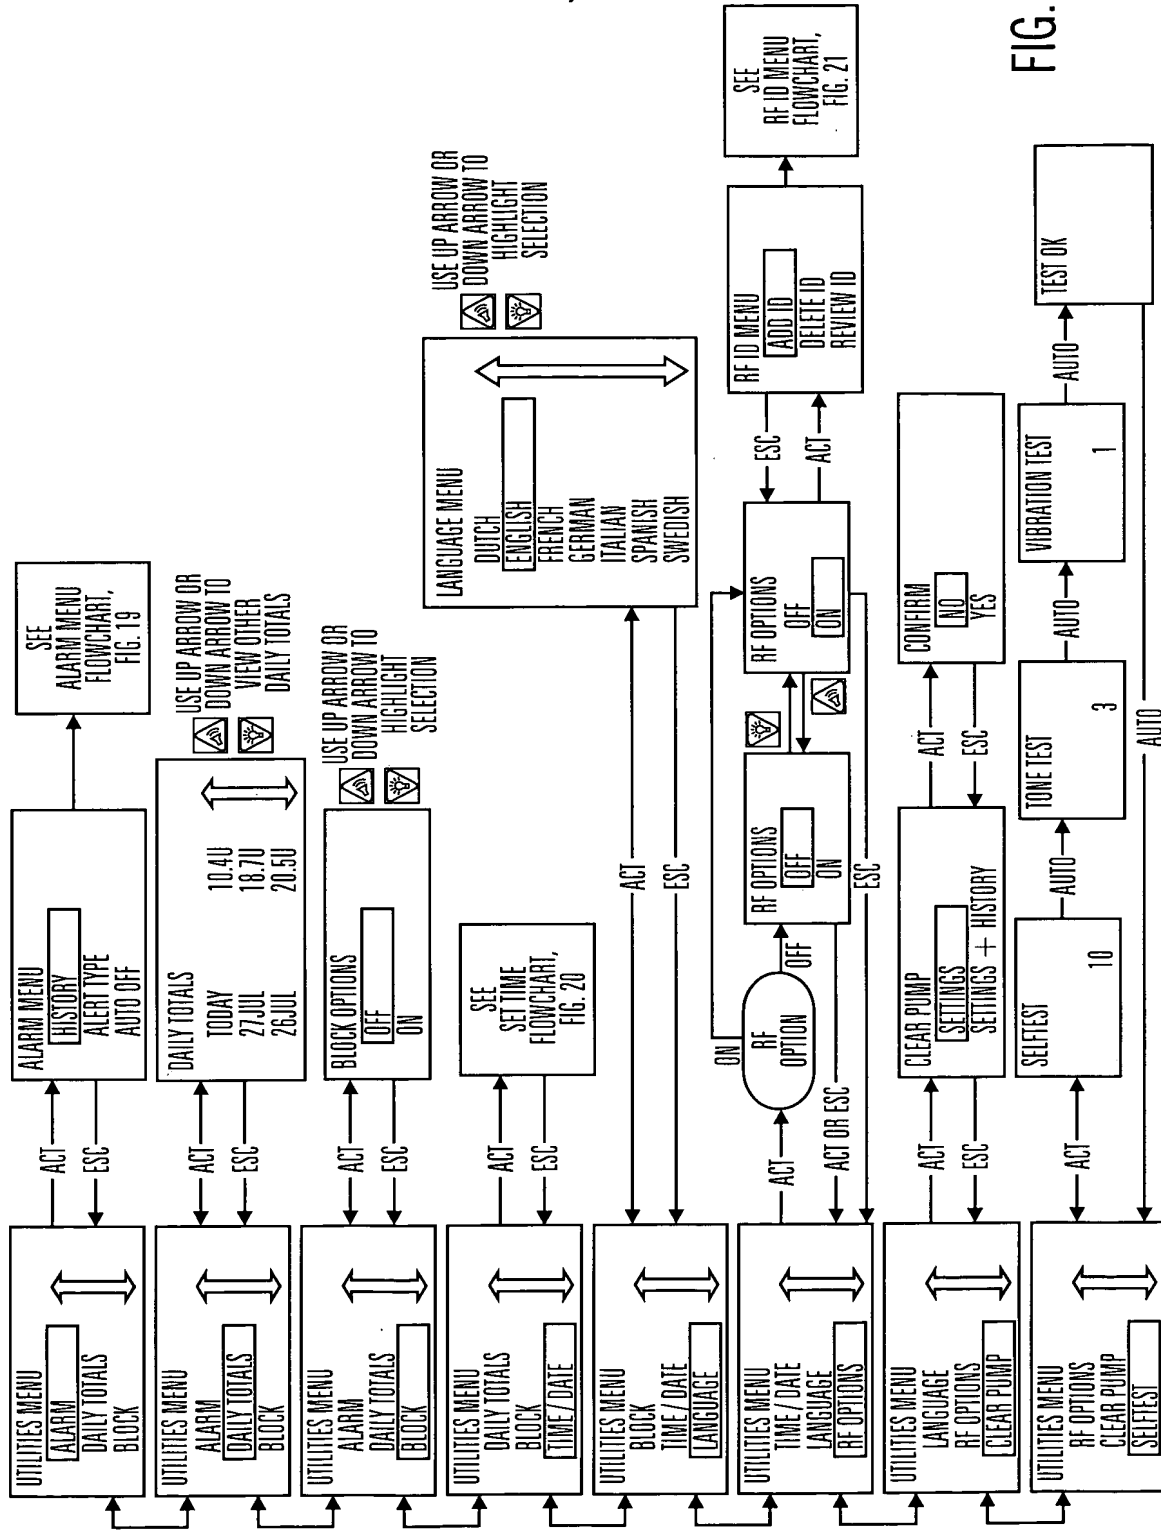 UTILITIES MENU
ALARM
DAILY TOTALS
BLOCK
ACT
ESC
ALARM MENU
HISTORY
ALERT TYPE
AUTO OFF
SEE
ALARM MENU
FLOWCHART,
FIG. 19
UTILITIES MENU
ALARM
DAILY TOTALS
BLOCK
ACT
ESC
DAILY TOTALS
TODAY 10.4U
27JUL 18.7U
26JUL 20.5U
USE UP ARROW OR
DOWN ARROW TO
VIEW OTHER
DAILY TOTALS
UTILITIES MENU
ALARM
DAILY TOTALS
BLOCK
ACT
ESC
BLOCK OPTIONS
OFF
ON
USE UP ARROW OR
DOWN ARROW TO
HIGHLIGHT
SELECTION
UTILITIES MENU
DAILY TOTALS
BLOCK
TIME/DATE
ACT
ESC
SEE
SET TIME
FLOWCHART,
FIG. 20
UTILITIES MENU
BLOCK
TIME/DATE
LANGUAGE
ACT
ESC
LANGUAGE MENU
DUTCH
ENGLISH
FRENCH
GERMAN
ITALIAN
SPANISH
SWEDISH
USE UP ARROW OR
DOWN ARROW TO
HIGHLIGHT
SELECTION
UTILITIES MENU
TIME/DATE
LANGUAGE
RF OPTIONS
ACT
ACT OR ESC
ON
RF
OPTION
OFF
RF OPTIONS
OFF
ON
ESC
RF OPTIONS
OFF
ON
ESC
ACT
RF ID MENU
ADD ID
DELETE ID
REVIEW ID
SEE
RF ID MENU
FLOWCHART,
FIG. 21
UTILITIES MENU
LANGUAGE
RF OPTIONS
CLEAR PUMP
ACT
ESC
CLEAR PUMP
SETTINGS
SETTINGS + HISTORY
ACT
ESC
CONFIRM
NO
YES
UTILITIES MENU
RF OPTIONS
CLEAR PUMP
SELFTEST
ACT
SELFTEST
10
AUTO
TONE TEST
3
AUTO
VIBRATION TEST
1
AUTO
TEST OK
AUTO
FIG.